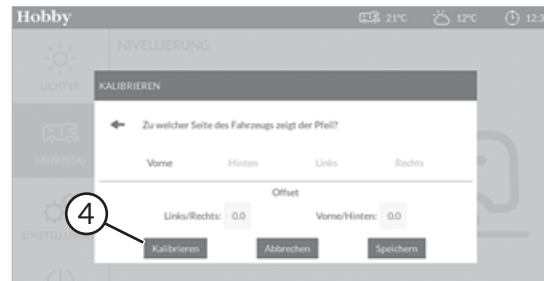 Hobby 21°C 12°C 12:3
NIVELLIERUNG
LICHTER
KALIBRIEREN
Zu welcher Seite des Fahrzeugs zeigt der Pfeil?
FAHRZEUG
Vorne Hinten Links Rechts
Offset
Links/Rechts: 0.0 Vorne/Hinten: 0.0
4
Kalibrieren Abbrechen Speichern